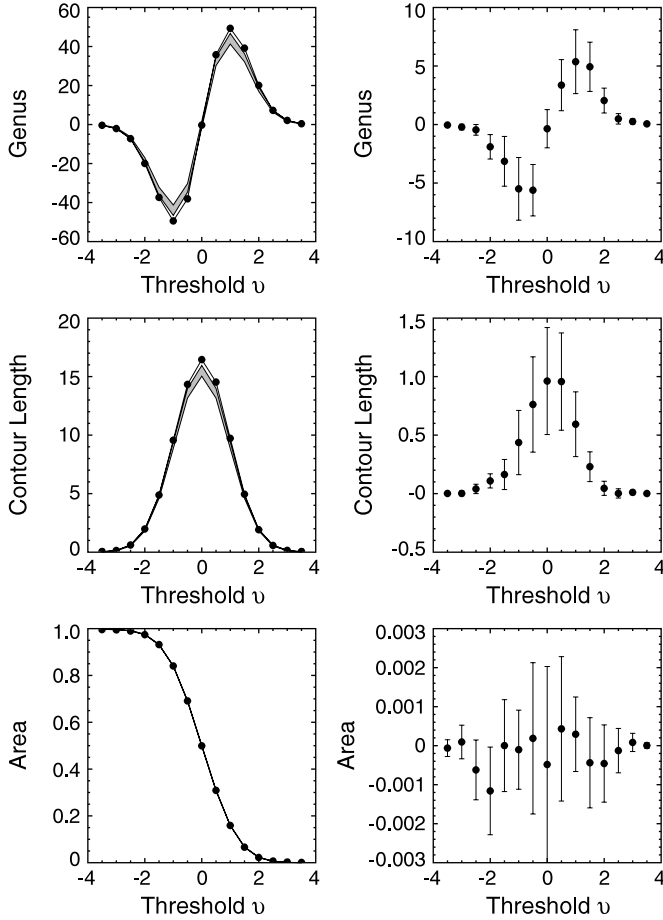 Genus
60
40
20
0
-20
-40
-60
-4 -2 0 2 4
Threshold υ
Genus
10
5
0
-5
-10
-4 -2 0 2 4
Threshold υ
Contour Length
20
15
10
5
0
-4 -2 0 2 4
Threshold υ
Contour Length
1.5
1.0
0.5
-0
-0.5
-4 -2 0 2 4
Threshold υ
Area
1.0
0.8
0.6
0.4
0.2
0
-4 -2 0 2 4
Threshold υ
Area
0.003
0.002
0.001
0
-0.001
-0.002
-0.003
-4 -2 0 2 4
Threshold υ